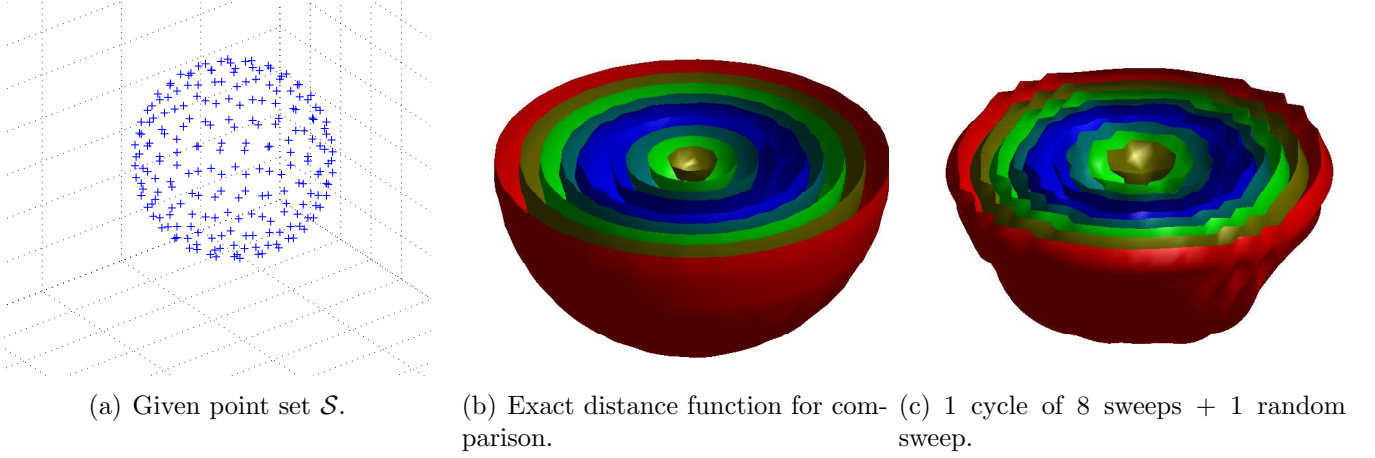 (a) Given point set 𝒮.
(b) Exact distance function for com-
parison.
(c) 1 cycle of 8 sweeps + 1 random
sweep.